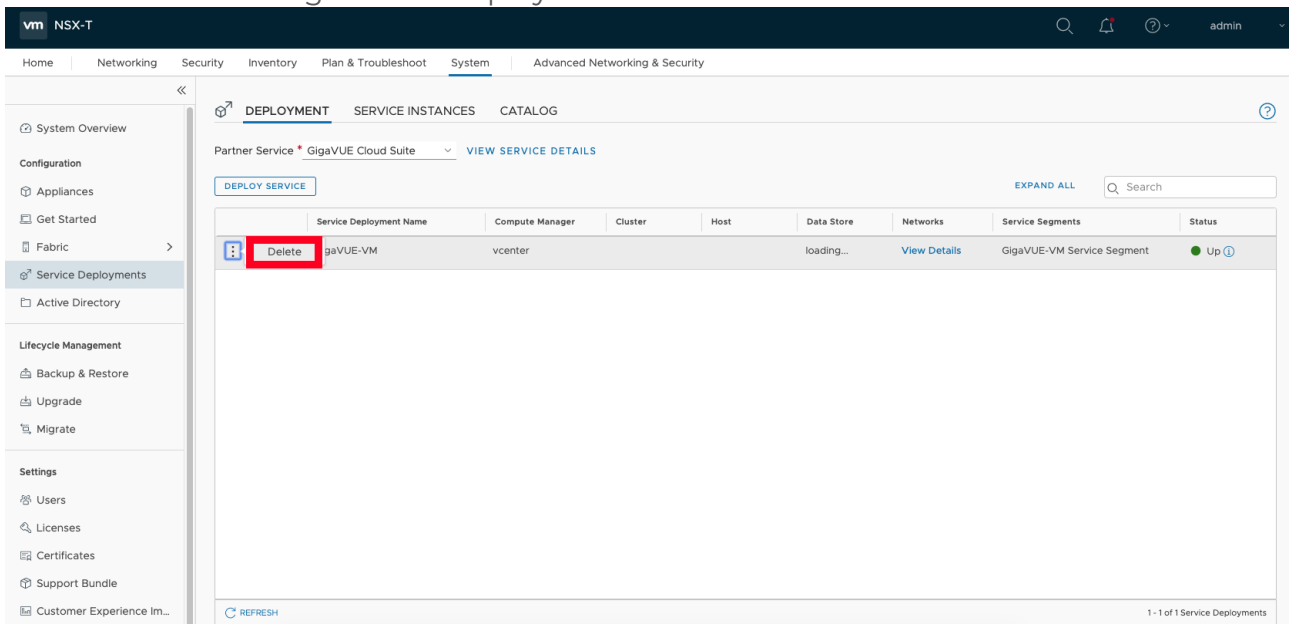 vm NSX-T admin
Home Networking Security Inventory Plan & Troubleshoot System Advanced Networking & Security
System Overview
Configuration
Appliances
Get Started
Fabric
Service Deployments
Active Directory
Lifecycle Management
Backup & Restore
Upgrade
Migrate
Settings
Users
Licenses
Certificates
Support Bundle
Customer Experience Im...
DEPLOYMENT SERVICE INSTANCES CATALOG
Partner Service * GigaVUE Cloud Suite VIEW SERVICE DETAILS
DEPLOY SERVICE EXPAND ALL Search
Service Deployment Name Compute Manager Cluster Host Data Store Networks Service Segments Status
Delete gaVUE-VM vcenter loading... View Details GigaVUE-VM Service Segment Up
REFRESH 1 - 1 of 1 Service Deployments